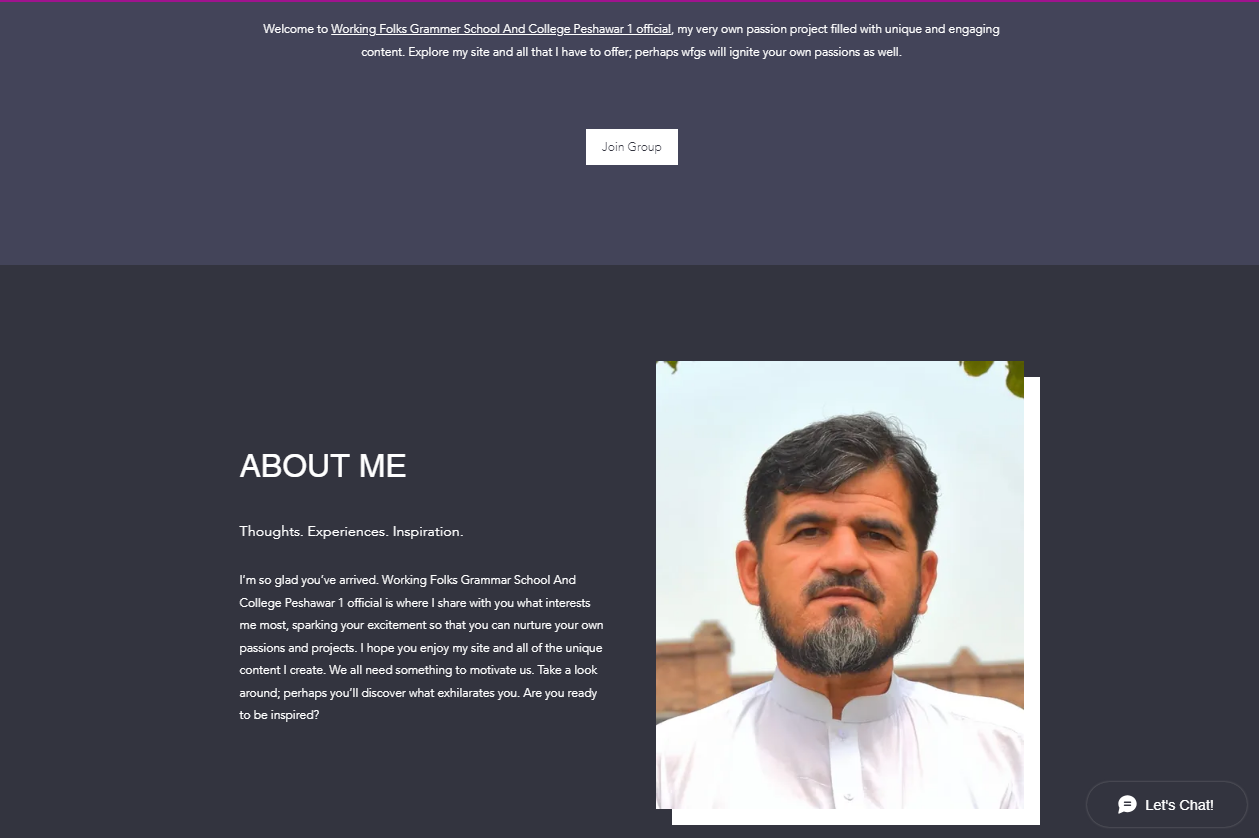 Welcome to Working Folks Grammer School And College Peshawar 1 official, my very own passion project filled with unique and engaging
content. Explore my site and all that I have to offer; perhaps wfgs will ignite your own passions as well.
Join Group
ABOUT ME
Thoughts. Experiences. Inspiration.
I’m so glad you’ve arrived. Working Folks Grammar School And
College Peshawar 1 official is where I share with you what interests
me most, sparking your excitement so that you can nurture your own
passions and projects. I hope you enjoy my site and all of the unique
content I create. We all need something to motivate us. Take a look
around; perhaps you’ll discover what exhilarates you. Are you ready
to be inspired?
Let's Chat!